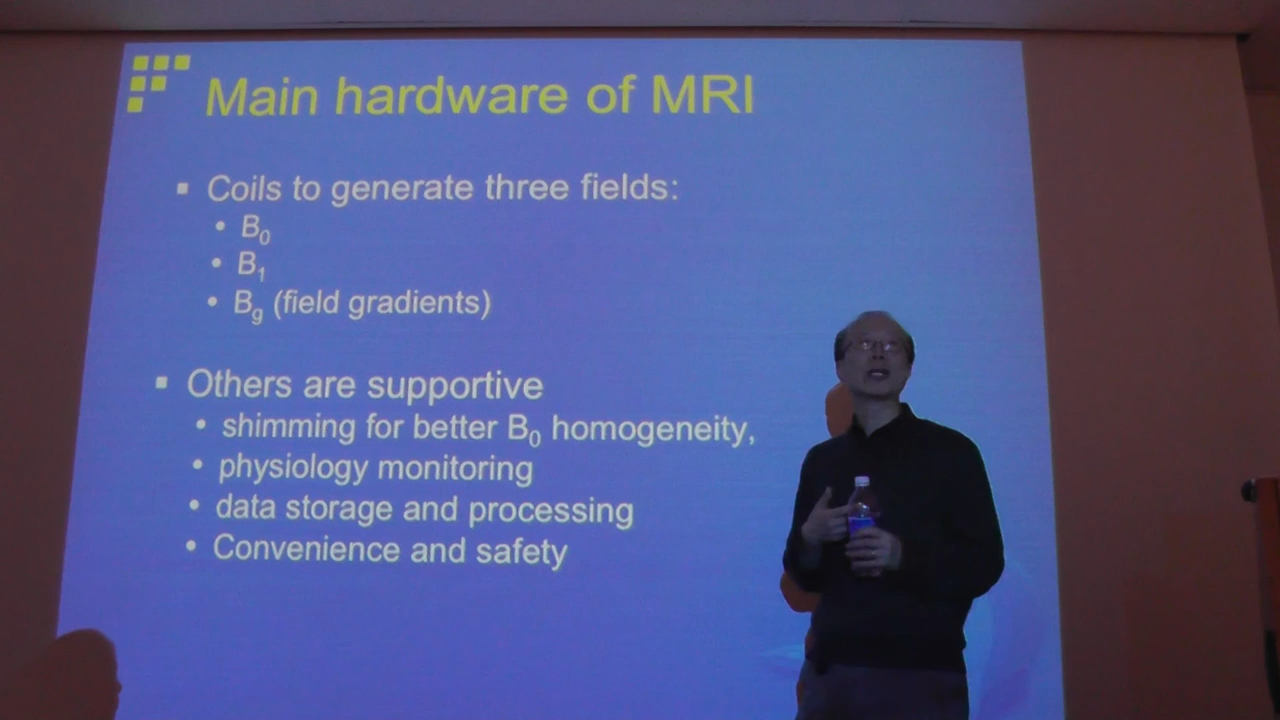 Main hardware of MRI
▪ Coils to generate three fields:
• B₀
• B₁
• Bg (field gradients)
▪ Others are supportive
• shimming for better B₀ homogeneity,
• physiology monitoring
• data storage and processing
• Convenience and safety